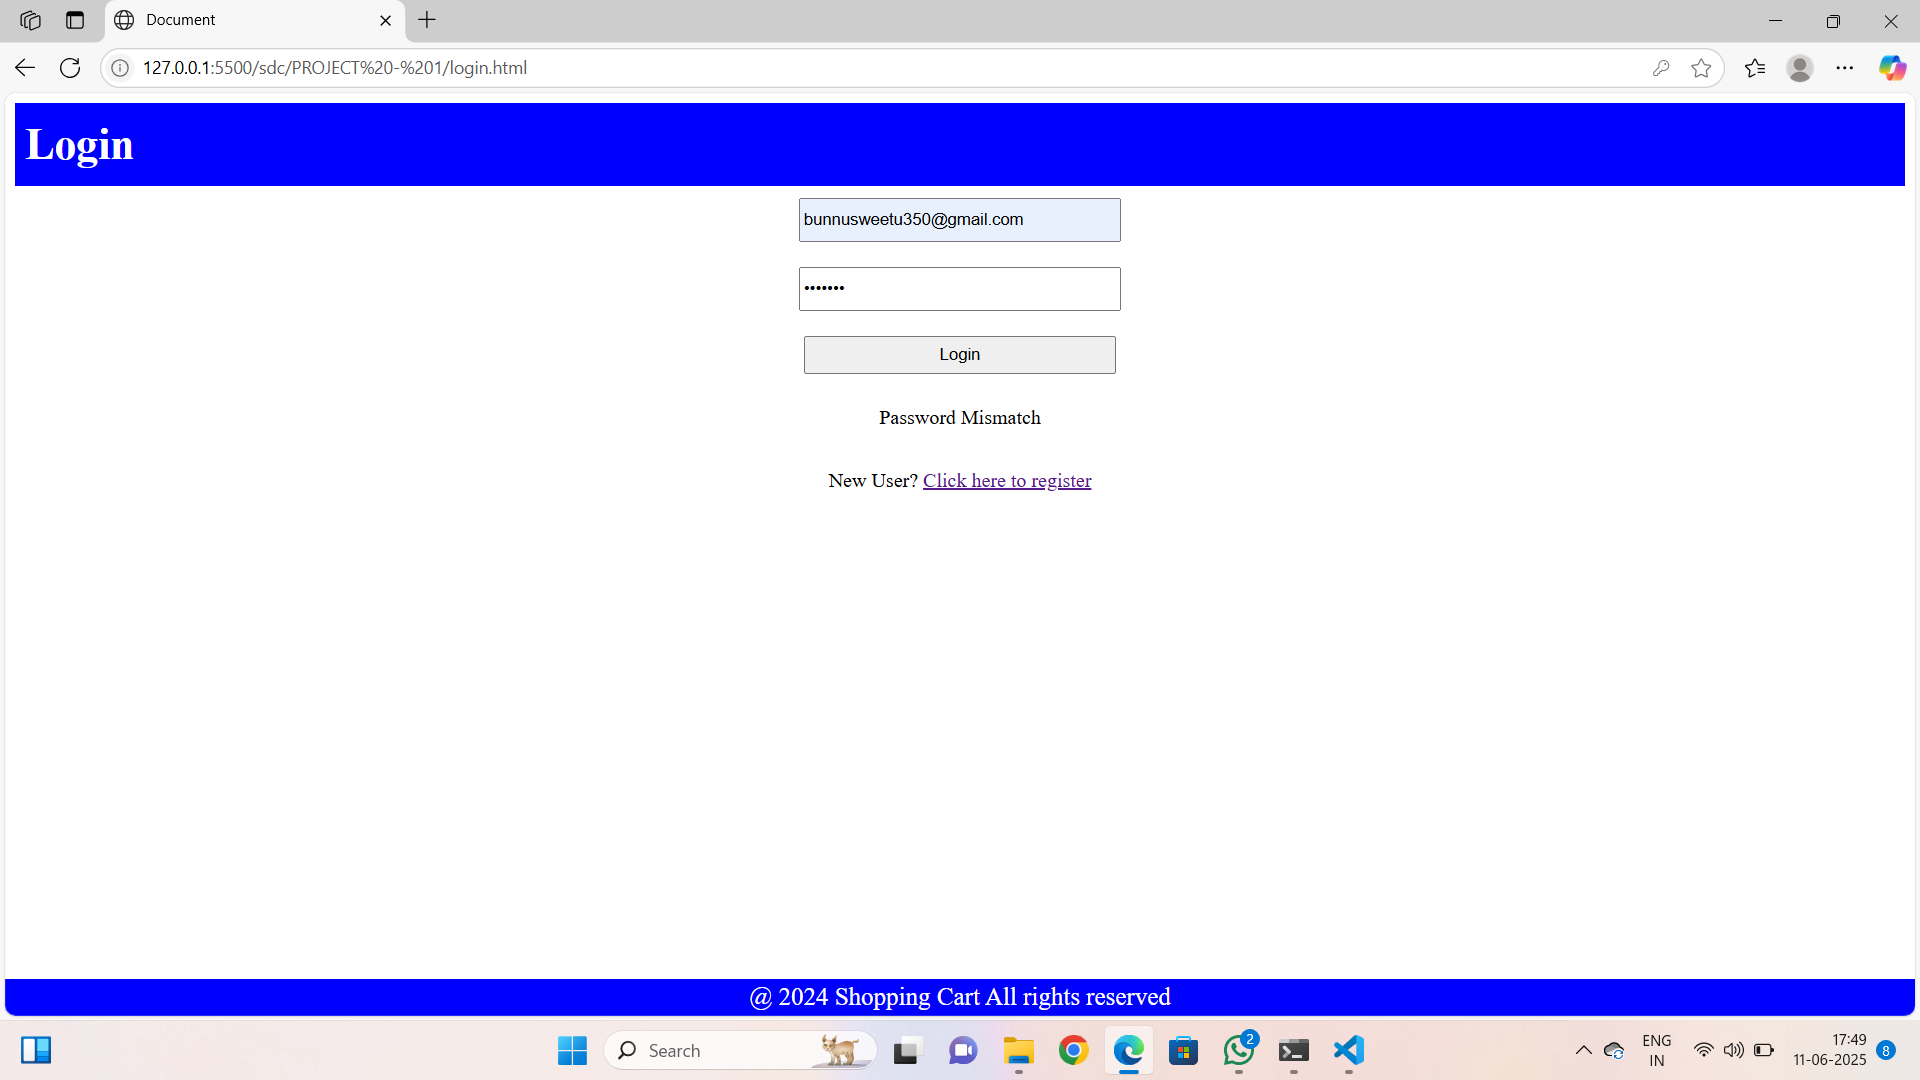 Document
127.0.0.1:5500/sdc/PROJECT%20-%201/login.html
Login
bunnusweetu350@gmail.com
•••••••
Login
Password Mismatch
New User? Click here to register
@ 2024 Shopping Cart All rights reserved
Search
2
ENG
IN
17:49
11-06-2025
8